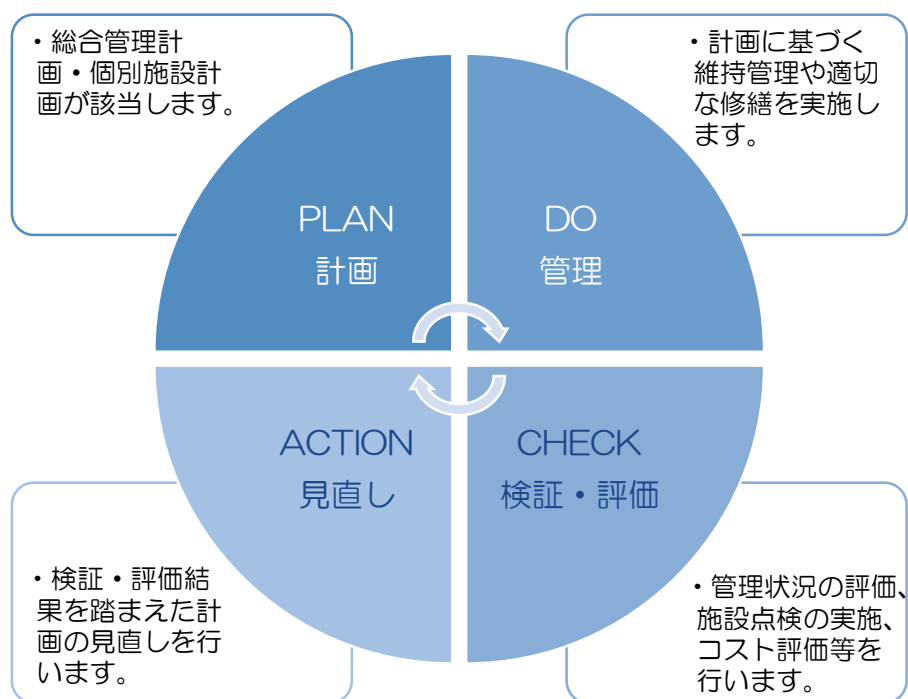 ・総合管理計
画・個別施設計
画が該当します。
・計画に基づく
維持管理や適切
な修繕を実施し
ます。
PLAN
計画
DO
管理
ACTION
見直し
CHECK
検証・評価
・検証・評価結
果を踏まえた計
画の見直しを行
います。
・管理状況の評価、
施設点検の実施、
コスト評価等を
行います。